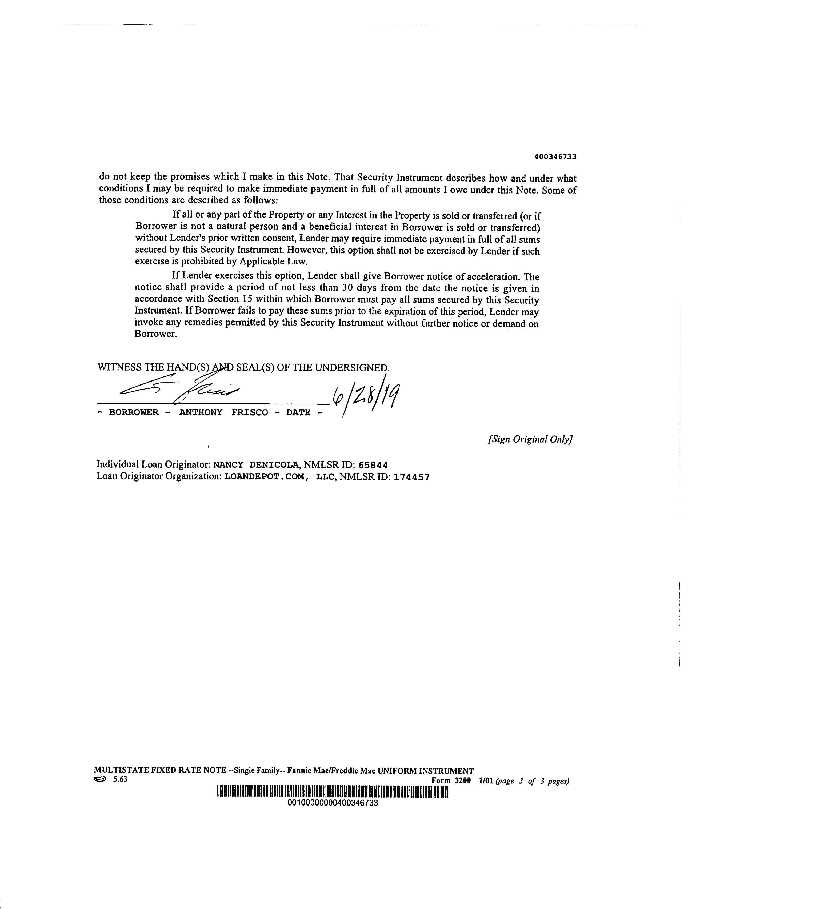 400346733
do not keep the promises which I make in this Note. That Security Instrument describes how and under what
conditions I may be required to make immediate payment in full of all amounts I owe under this Note. Some of
those conditions are described as follows:
If all or any part of the Property or any Interest in the Property is sold or transferred (or if
Borrower is not a natural person and a beneficial interest in Borrower is sold or transferred)
without Lender's prior written consent, Lender may require immediate payment in full of all sums
secured by this Security Instrument. However, this option shall not be exercised by Lender if such
exercise is prohibited by Applicable Law.
If Lender exercises this option, Lender shall give Borrower notice of acceleration. The
notice shall provide a period of not less than 30 days from the date the notice is given in
accordance with Section 15 within which Borrower must pay all sums secured by this Security
Instrument. If Borrower fails to pay these sums prior to the expiration of this period, Lender may
invoke any remedies permitted by this Security Instrument without further notice or demand on
Borrower.
WITNESS THE HAND(S) AND SEAL(S) OF THE UNDERSIGNED.
6/28/19
- BORROWER - ANTHONY FRISCO - DATE -
[Sign Original Only]
Individual Loan Originator: NANCY DENICOLA, NMLSR ID: 65844
Loan Originator Organization: LOANDEPOT.COM, LLC, NMLSR ID: 174457
MULTISTATE FIXED RATE NOTE --Single Family-- Fannie Mae/Freddie Mac UNIFORM INSTRUMENT
5.63 Form 3200 1/01 (page 3 of 3 pages)